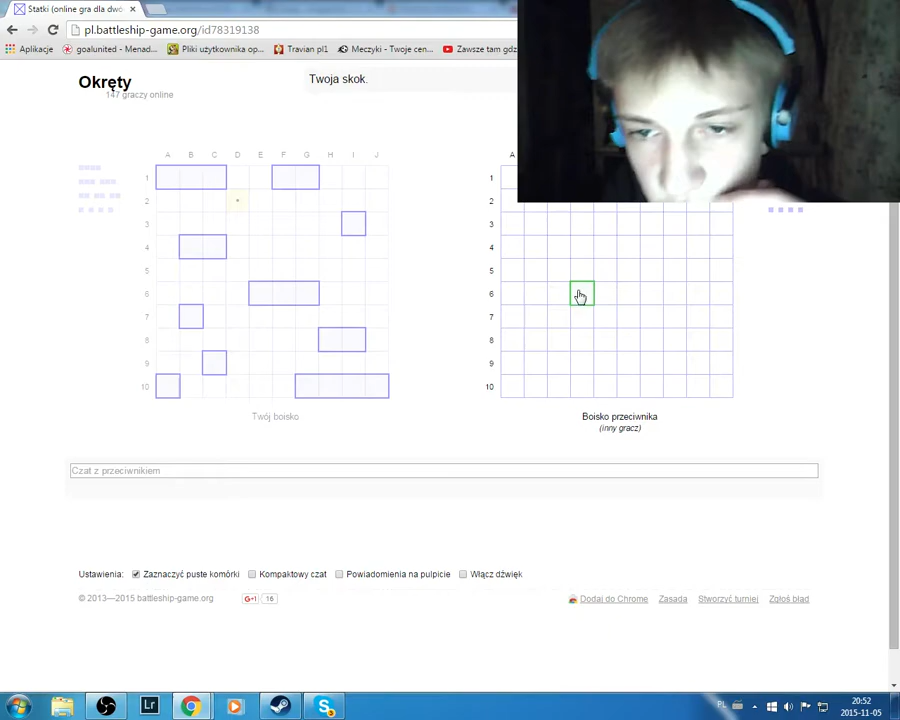 Statki (online gra dla dwóc
pl.battleship-game.org/id78319138
Aplikacje goalunited - Menad... Pliki użytkownika op... Travian pl1 Meczyki - Twoje cen... Zawsze tam gdz
Okręty
147 graczy online
Twoja skok.
A B C D E F G H I J
A
1 1
2 2
3 3
4 4
5 5
6 6
7 7
8 8
9 9
10 10
Twój boisko
Boisko przeciwnika
(inny gracz)
Czat z przeciwnikiem
Ustawienia: Zaznaczyć puste komórki Kompaktowy czat Powiadomienia na pulpicie Włącz dźwięk
© 2013—2015 battleship-game.org G+1 16 Dodaj do Chrome Zasada Stworzyć turniej Zgłoś błąd
Lr S PL 20:52
2015-11-05